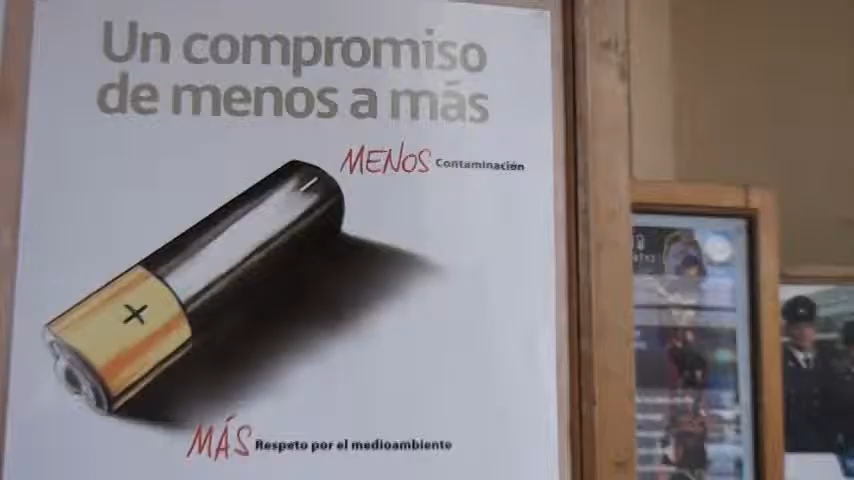 Un compromiso
de menos a más
MENOS Contaminación
MÁS Respeto por el medioambiente